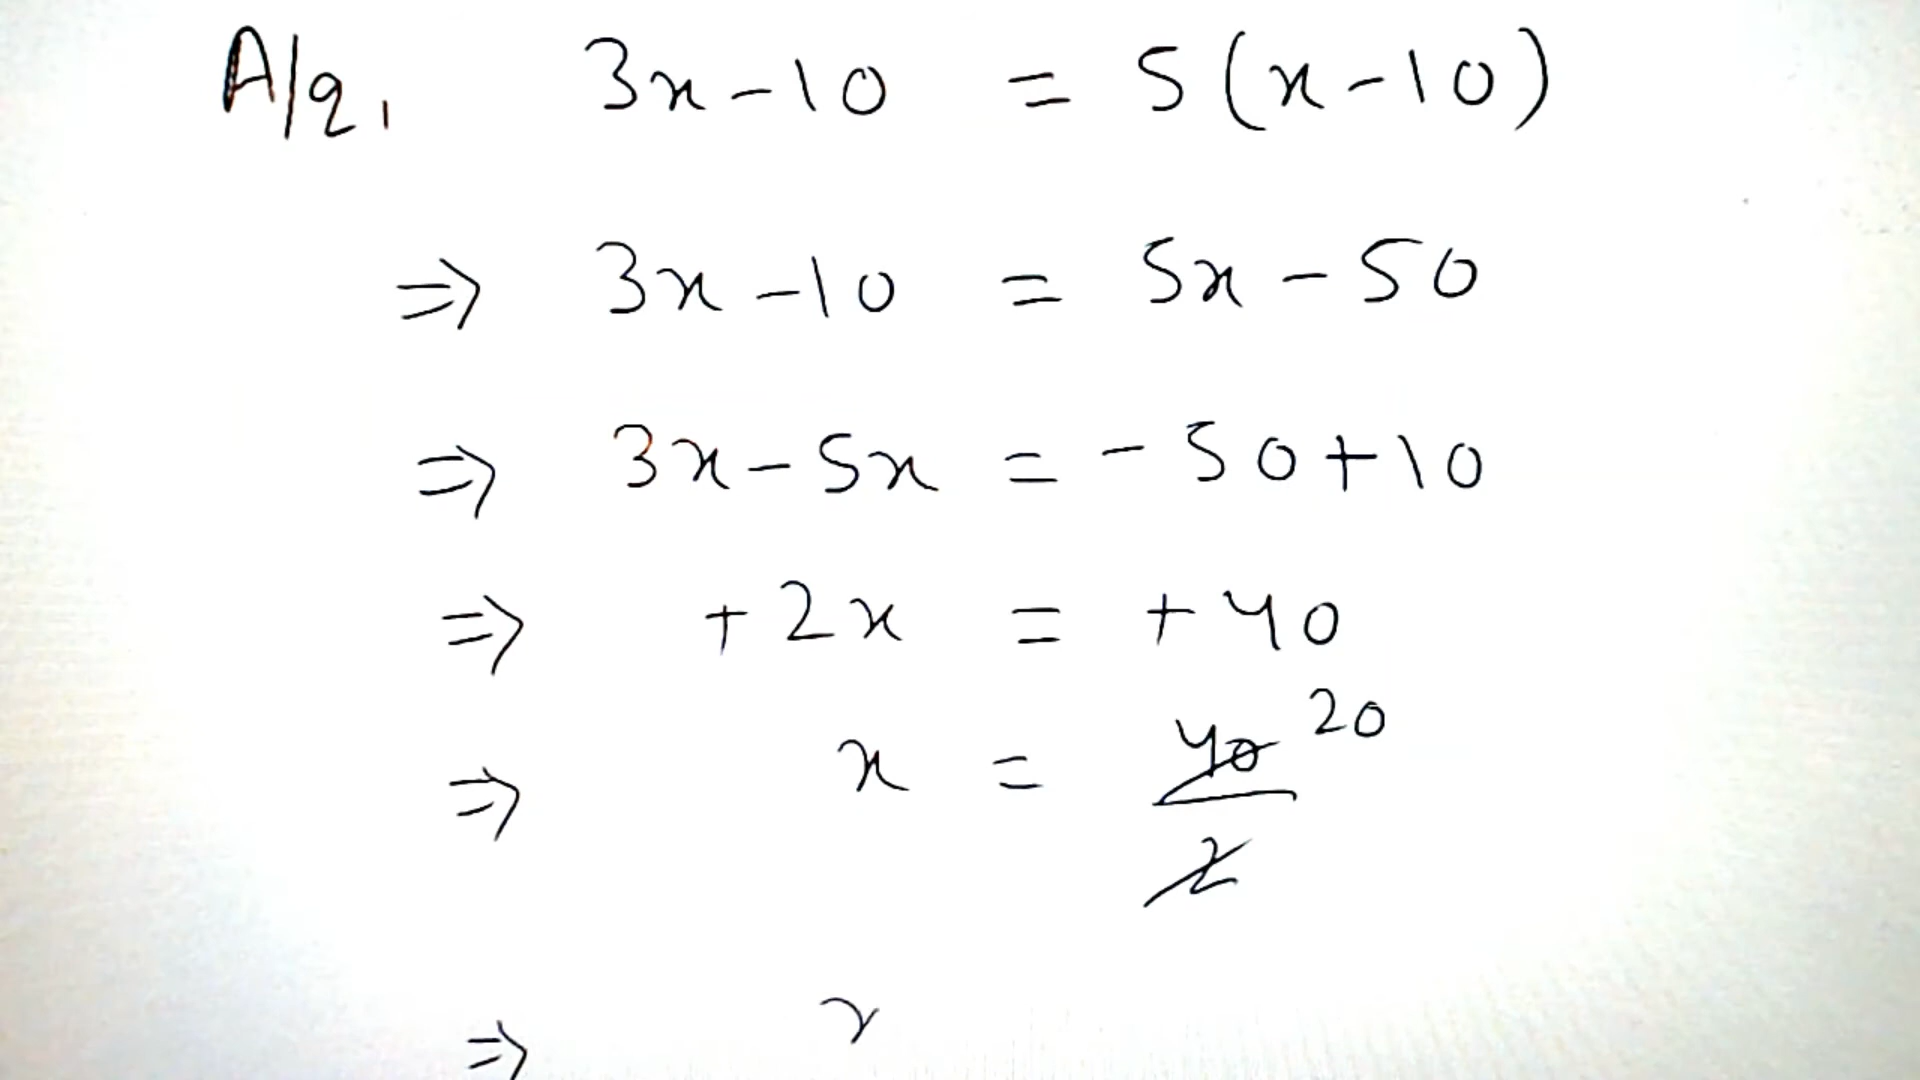 A/q, 3x - 10 = 5(x - 10)
⇒ 3x - 10 = 5x - 50
⇒ 3x - 5x = - 50 + 10
⇒ + 2x = + 40
⇒ x = 40/2 20
⇒ x